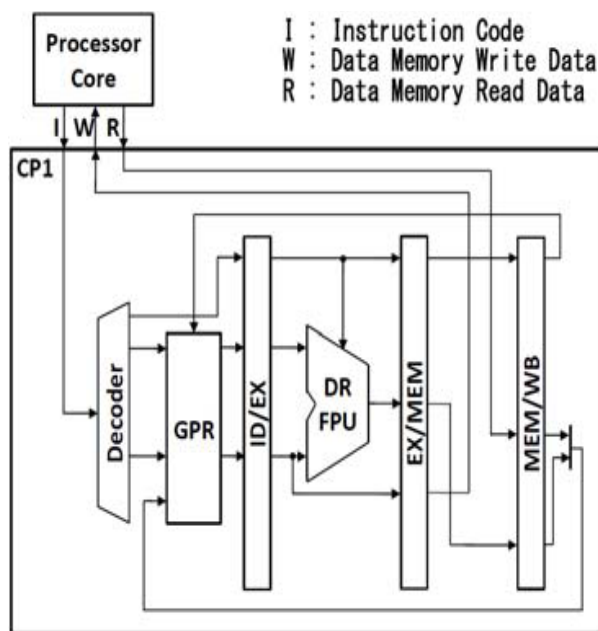 Processor
Core
I : Instruction Code
W : Data Memory Write Data
R : Data Memory Read Data
I W R
CP1
Decoder
GPR
ID/EX
DR
FPU
EX/MEM
MEM/WB